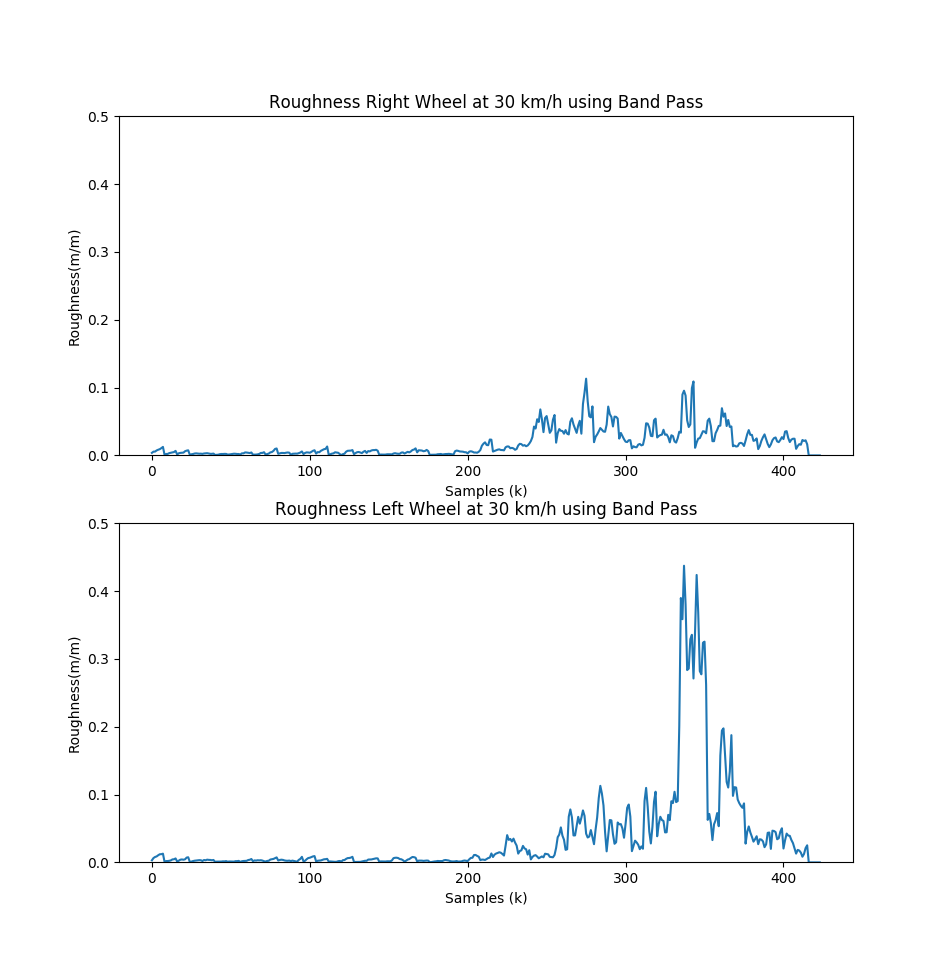 Roughness Right Wheel at 30 km/h using Band Pass
0.5
0.4
0.3
0.2
0.1
0.0
Roughness(m/m)
0 100 200 300 400
Samples (k)
Roughness Left Wheel at 30 km/h using Band Pass
0.5
0.4
0.3
0.2
0.1
0.0
Roughness(m/m)
0 100 200 300 400
Samples (k)